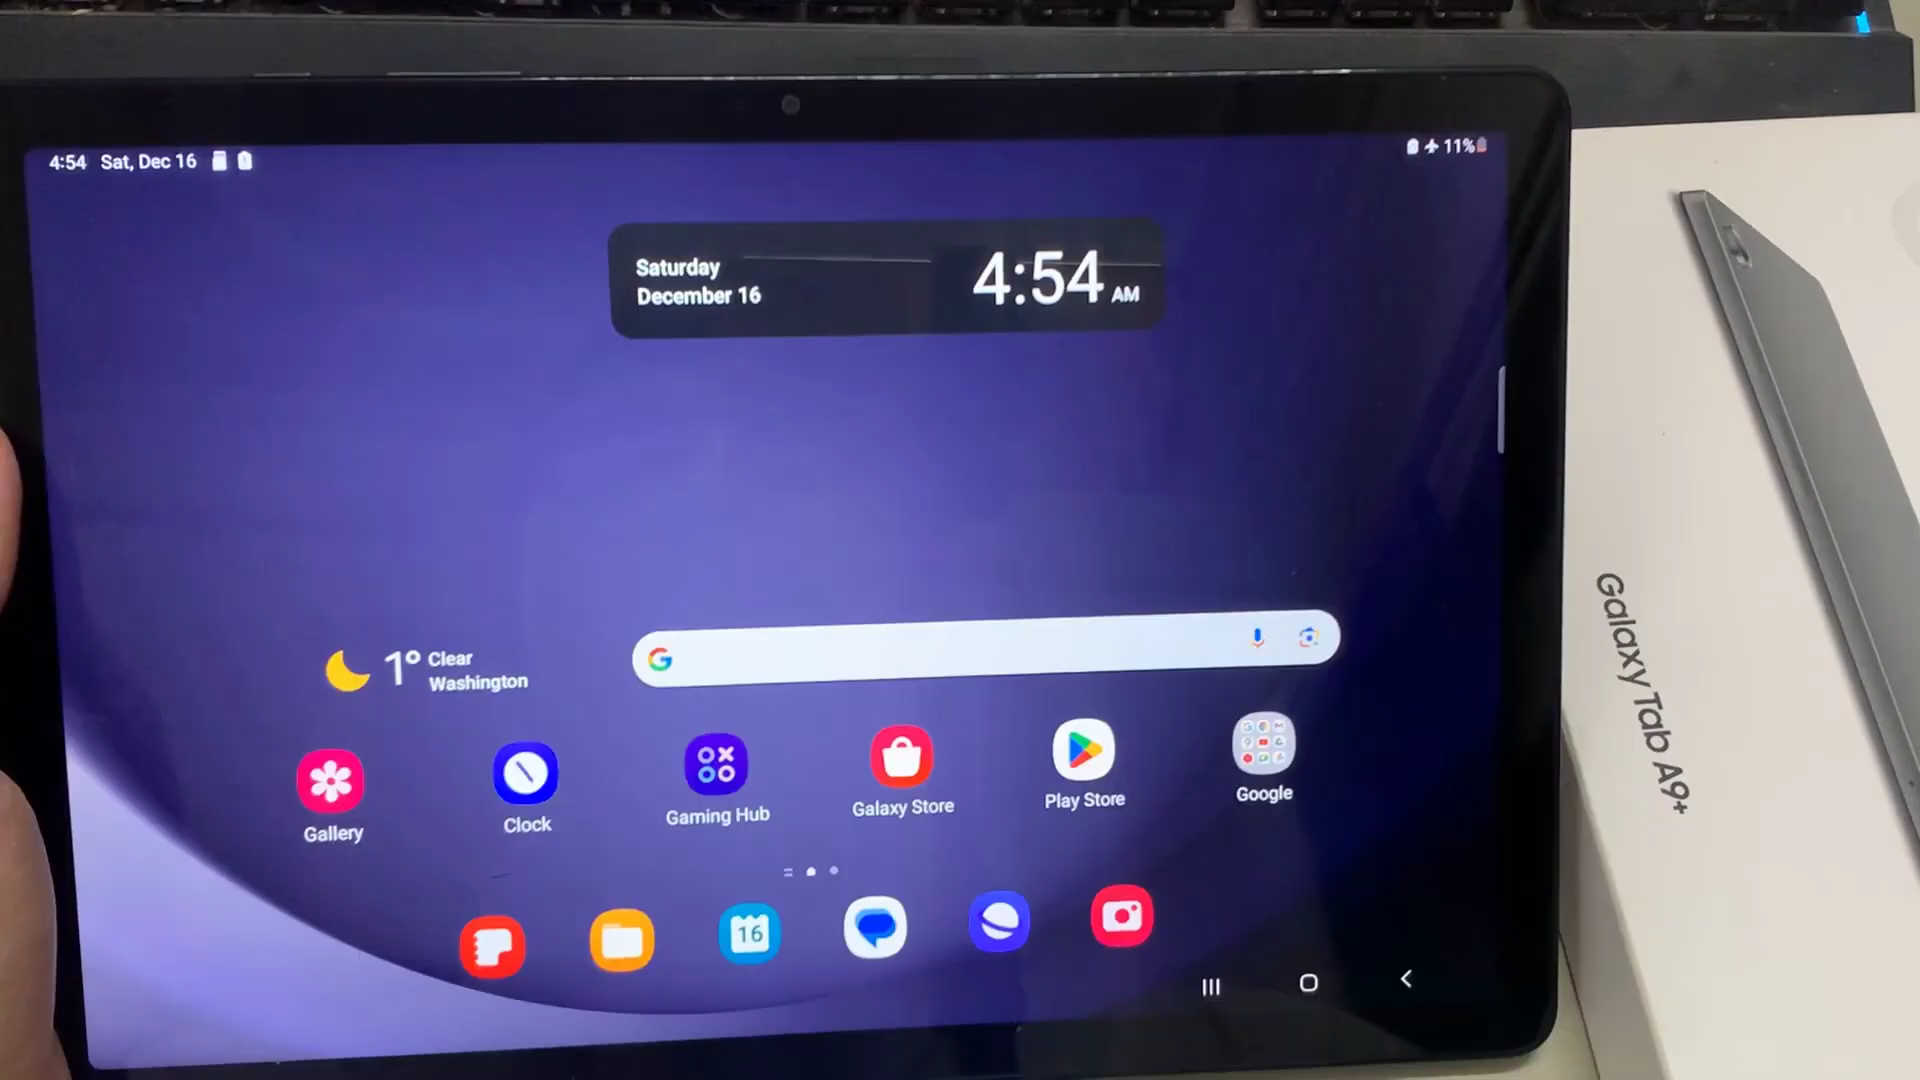 4:54 Sat, Dec 16
11%
Saturday
December 16
4:54 AM
1° Clear
Washington
G
Gallery
Clock
Gaming Hub
Galaxy Store
Play Store
Google
16
Galaxy Tab A9+